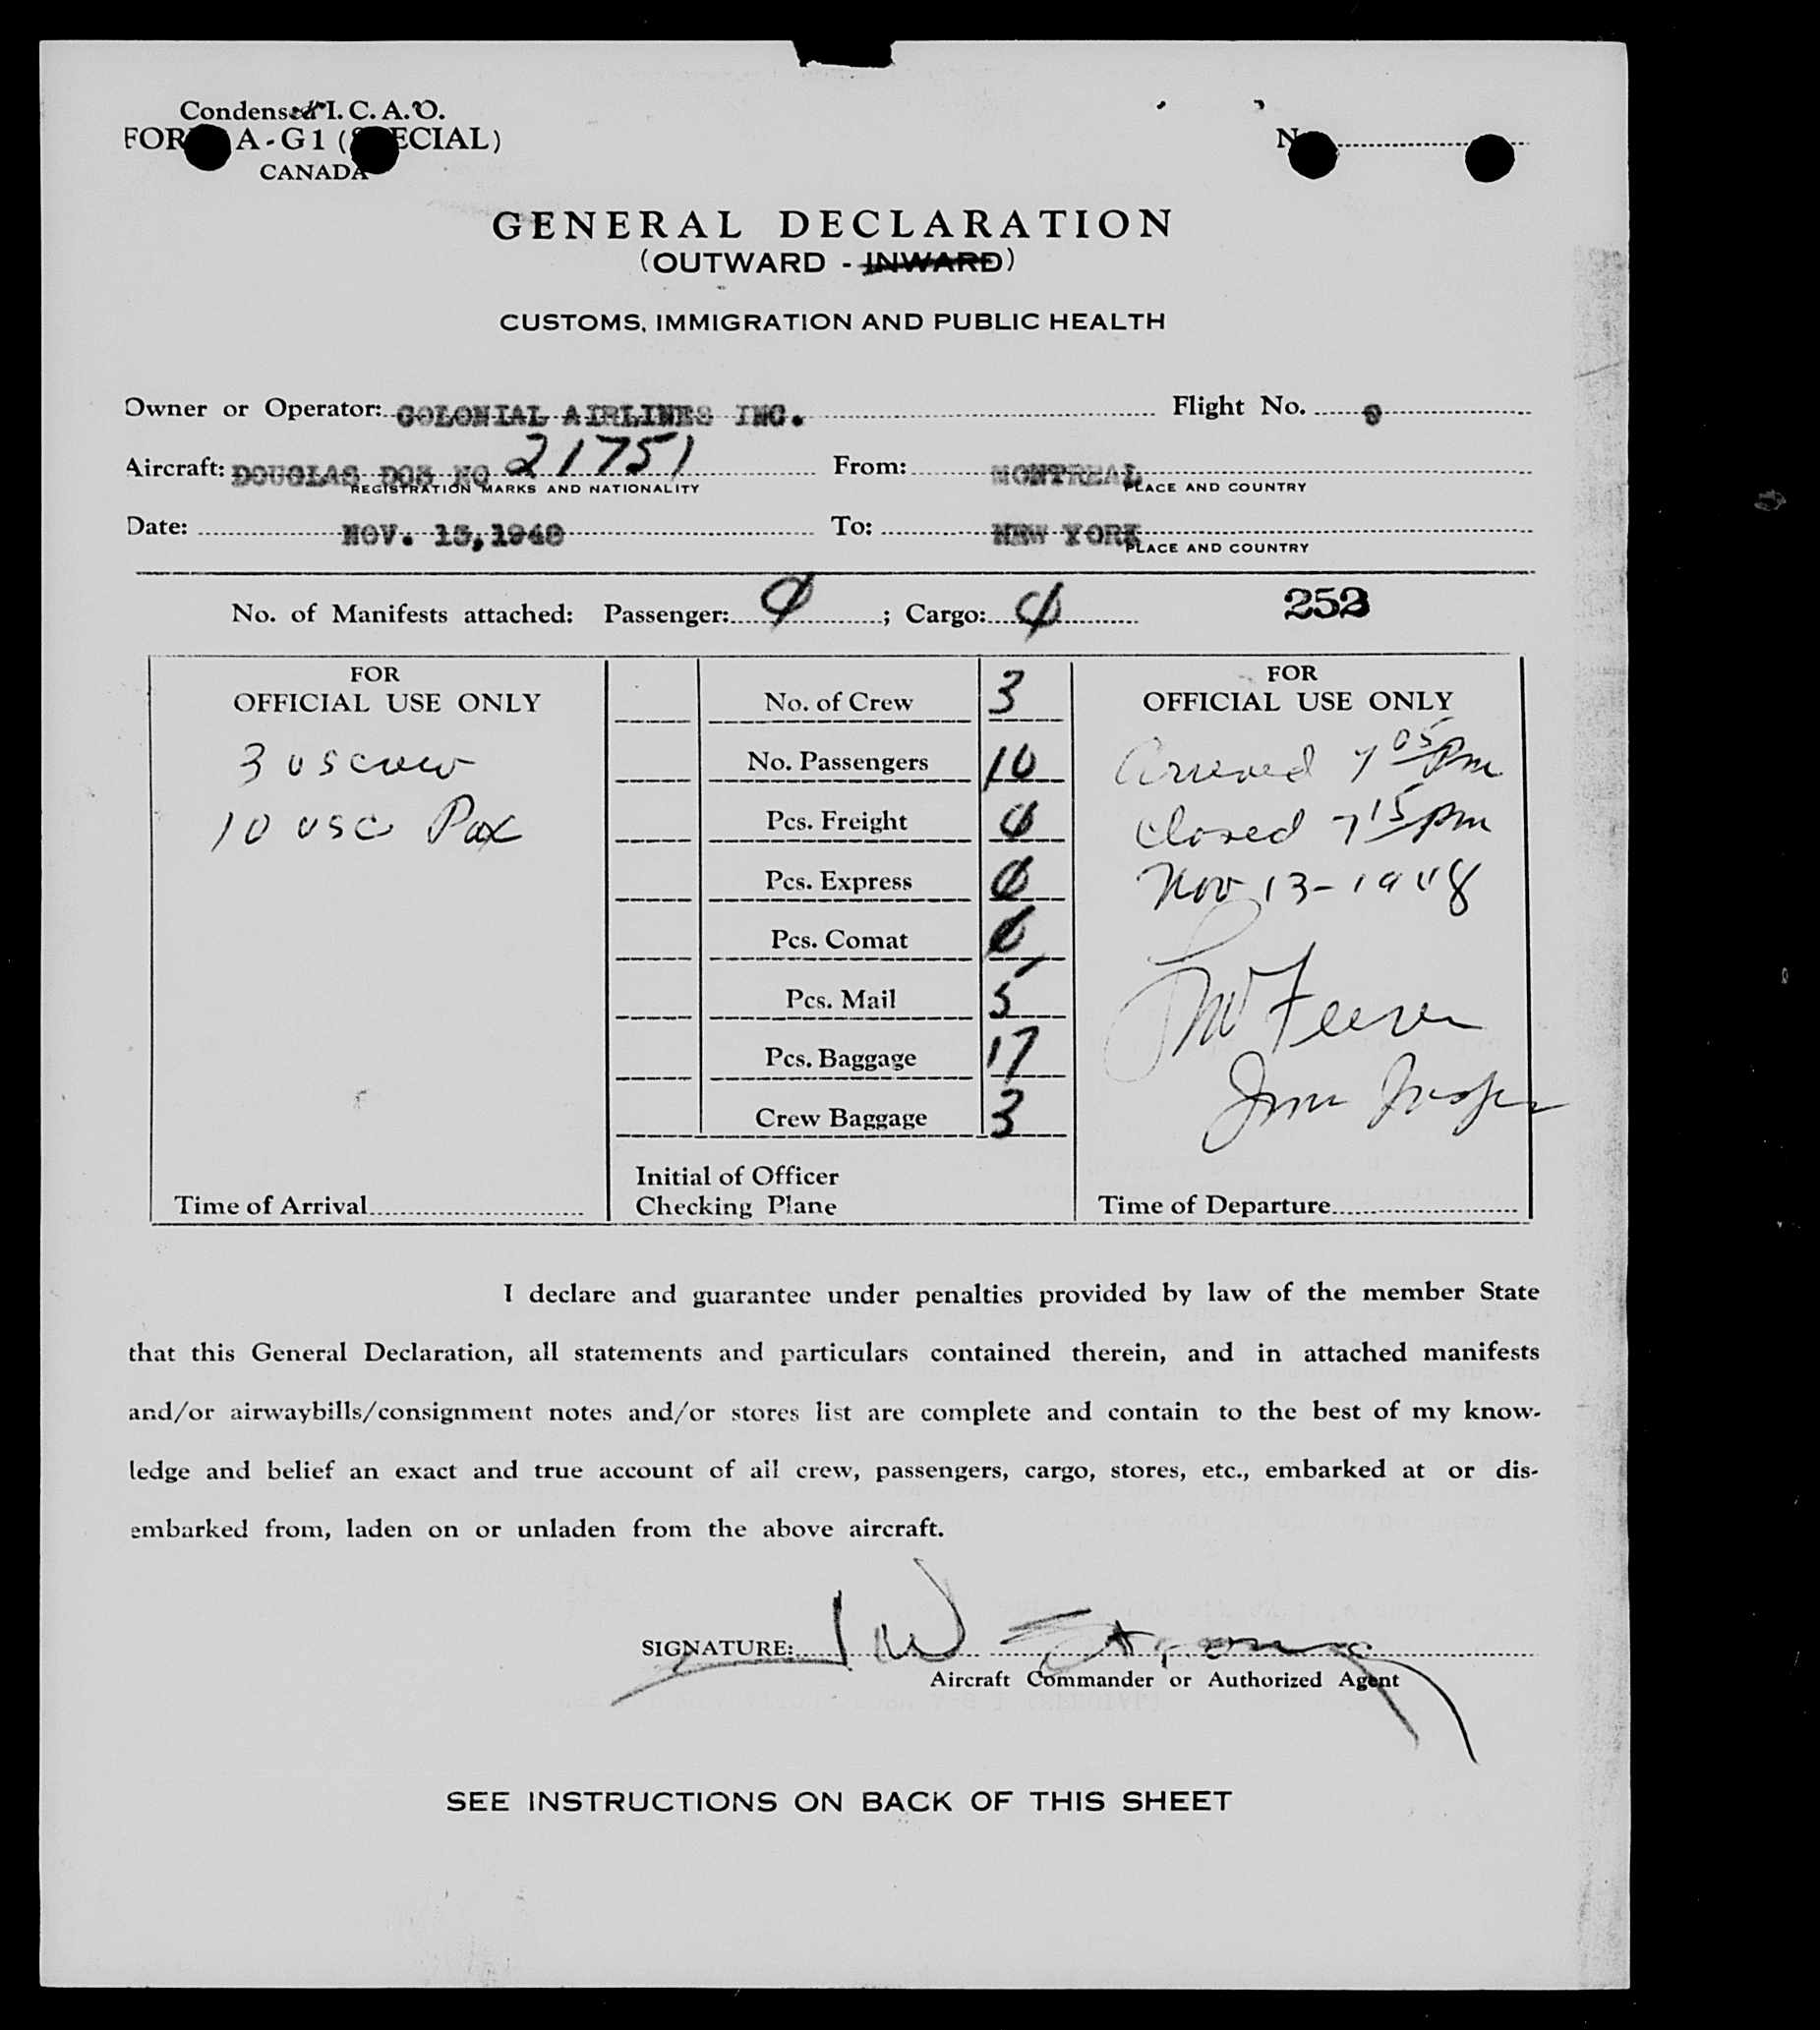 Condensed I. C. A. O.
A - G 1
CANADA
GENERAL DECLARATION
(OUTWARD - INWARD)
CUSTOMS, IMMIGRATION AND PUBLIC HEALTH
Owner or Operator: COLONIAL AIRLINES INC. Flight No.
Aircraft: DOUGLAS NC 21751 From: MONTREAL
REGISTRATION MARKS AND NATIONALITY PLACE AND COUNTRY
Date: NOV. 13, 1948 To: NEW YORK
PLACE AND COUNTRY
No. of Manifests attached: Passenger: 0 ; Cargo: 0 252
FOR
OFFICIAL USE ONLY
3 US crew
10 USC Pax
Time of Arrival
No. of Crew 3
No. Passengers 10
Pcs. Freight 0
Pcs. Express 0
Pcs. Comat 0
Pcs. Mail 5
Pcs. Baggage 17
Crew Baggage 3
Initial of Officer
Checking Plane
FOR
OFFICIAL USE ONLY
Arrived 7 05 Pm
Closed 7 15 pm
Nov 13 - 1948
Imm Insp
Time of Departure
I declare and guarantee under penalties provided by law of the member State
that this General Declaration, all statements and particulars contained therein, and in attached manifests
and/or airwaybills/consignment notes and/or stores list are complete and contain to the best of my know-
ledge and belief an exact and true account of all crew, passengers, cargo, stores, etc., embarked at or dis-
embarked from, laden on or unladen from the above aircraft.
SIGNATURE:
Aircraft Commander or Authorized Agent
SEE INSTRUCTIONS ON BACK OF THIS SHEET